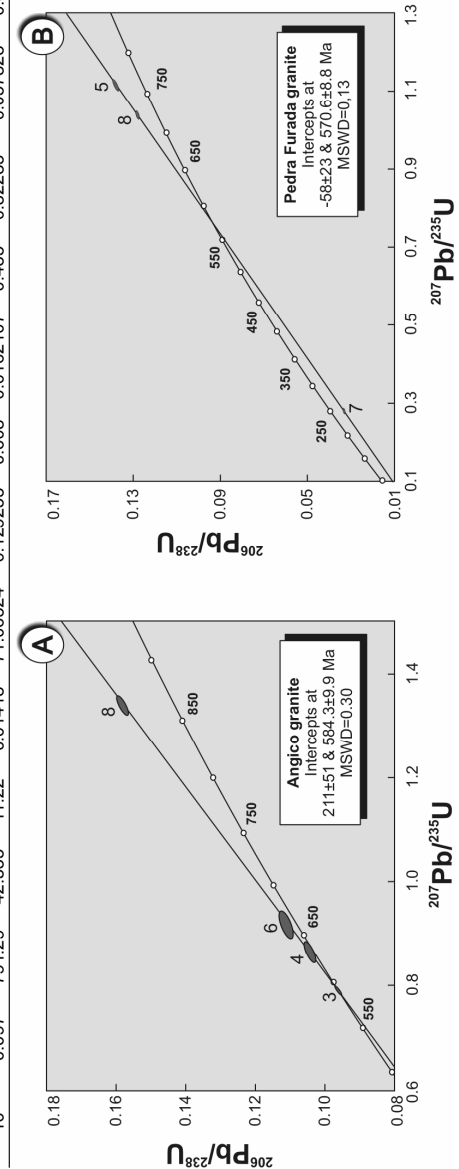 A
0.18
0.16
0.14
0.12
0.10
0.08
206Pb/238U
8
6
4
3
850
750
650
550
Angico granite
Intercepts at
211±51 & 584.3±9.9 Ma
MSWD=0.30
0.6 0.8 1.0 1.2 1.4
207Pb/235U
B
0.17
0.13
0.09
0.05
0.01
206Pb/238U
5
8
7
750
650
550
450
350
250
Pedra Furada granite
Intercepts at
-58±23 & 570.6±8.8 Ma
MSWD=0,13
0.1 0.3 0.5 0.7 0.9 1.1 1.3
207Pb/235U